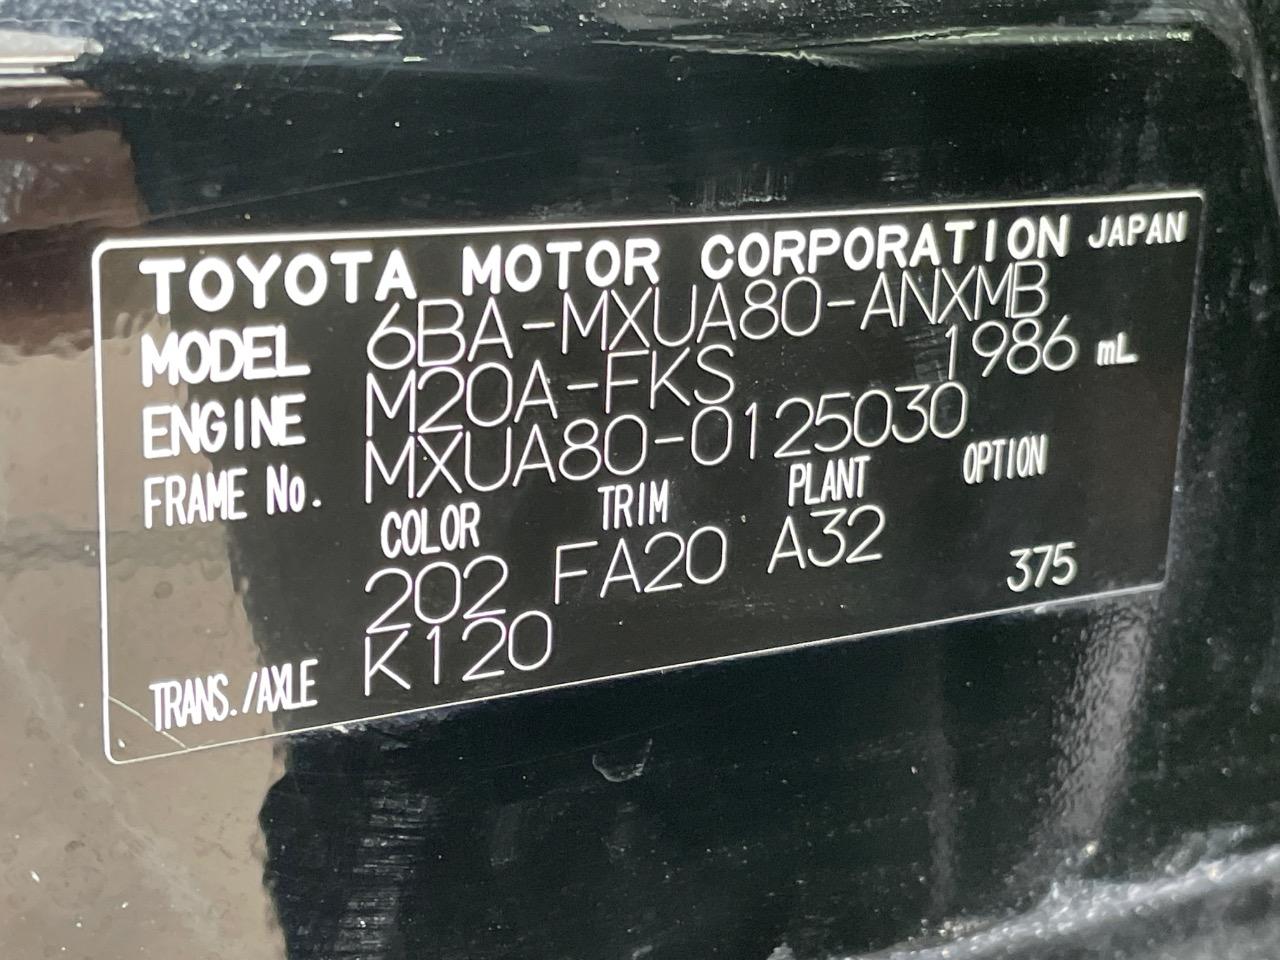 TOYOTA MOTOR CORPORATION JAPAN
MODEL 6BA-MXUA80-ANXMB
ENGINE M20A-FKS 1986 mL
FRAME No. MXUA80-0125030
COLOR TRIM PLANT OPTION
202 FA20 A32 375
TRANS./AXLE K120